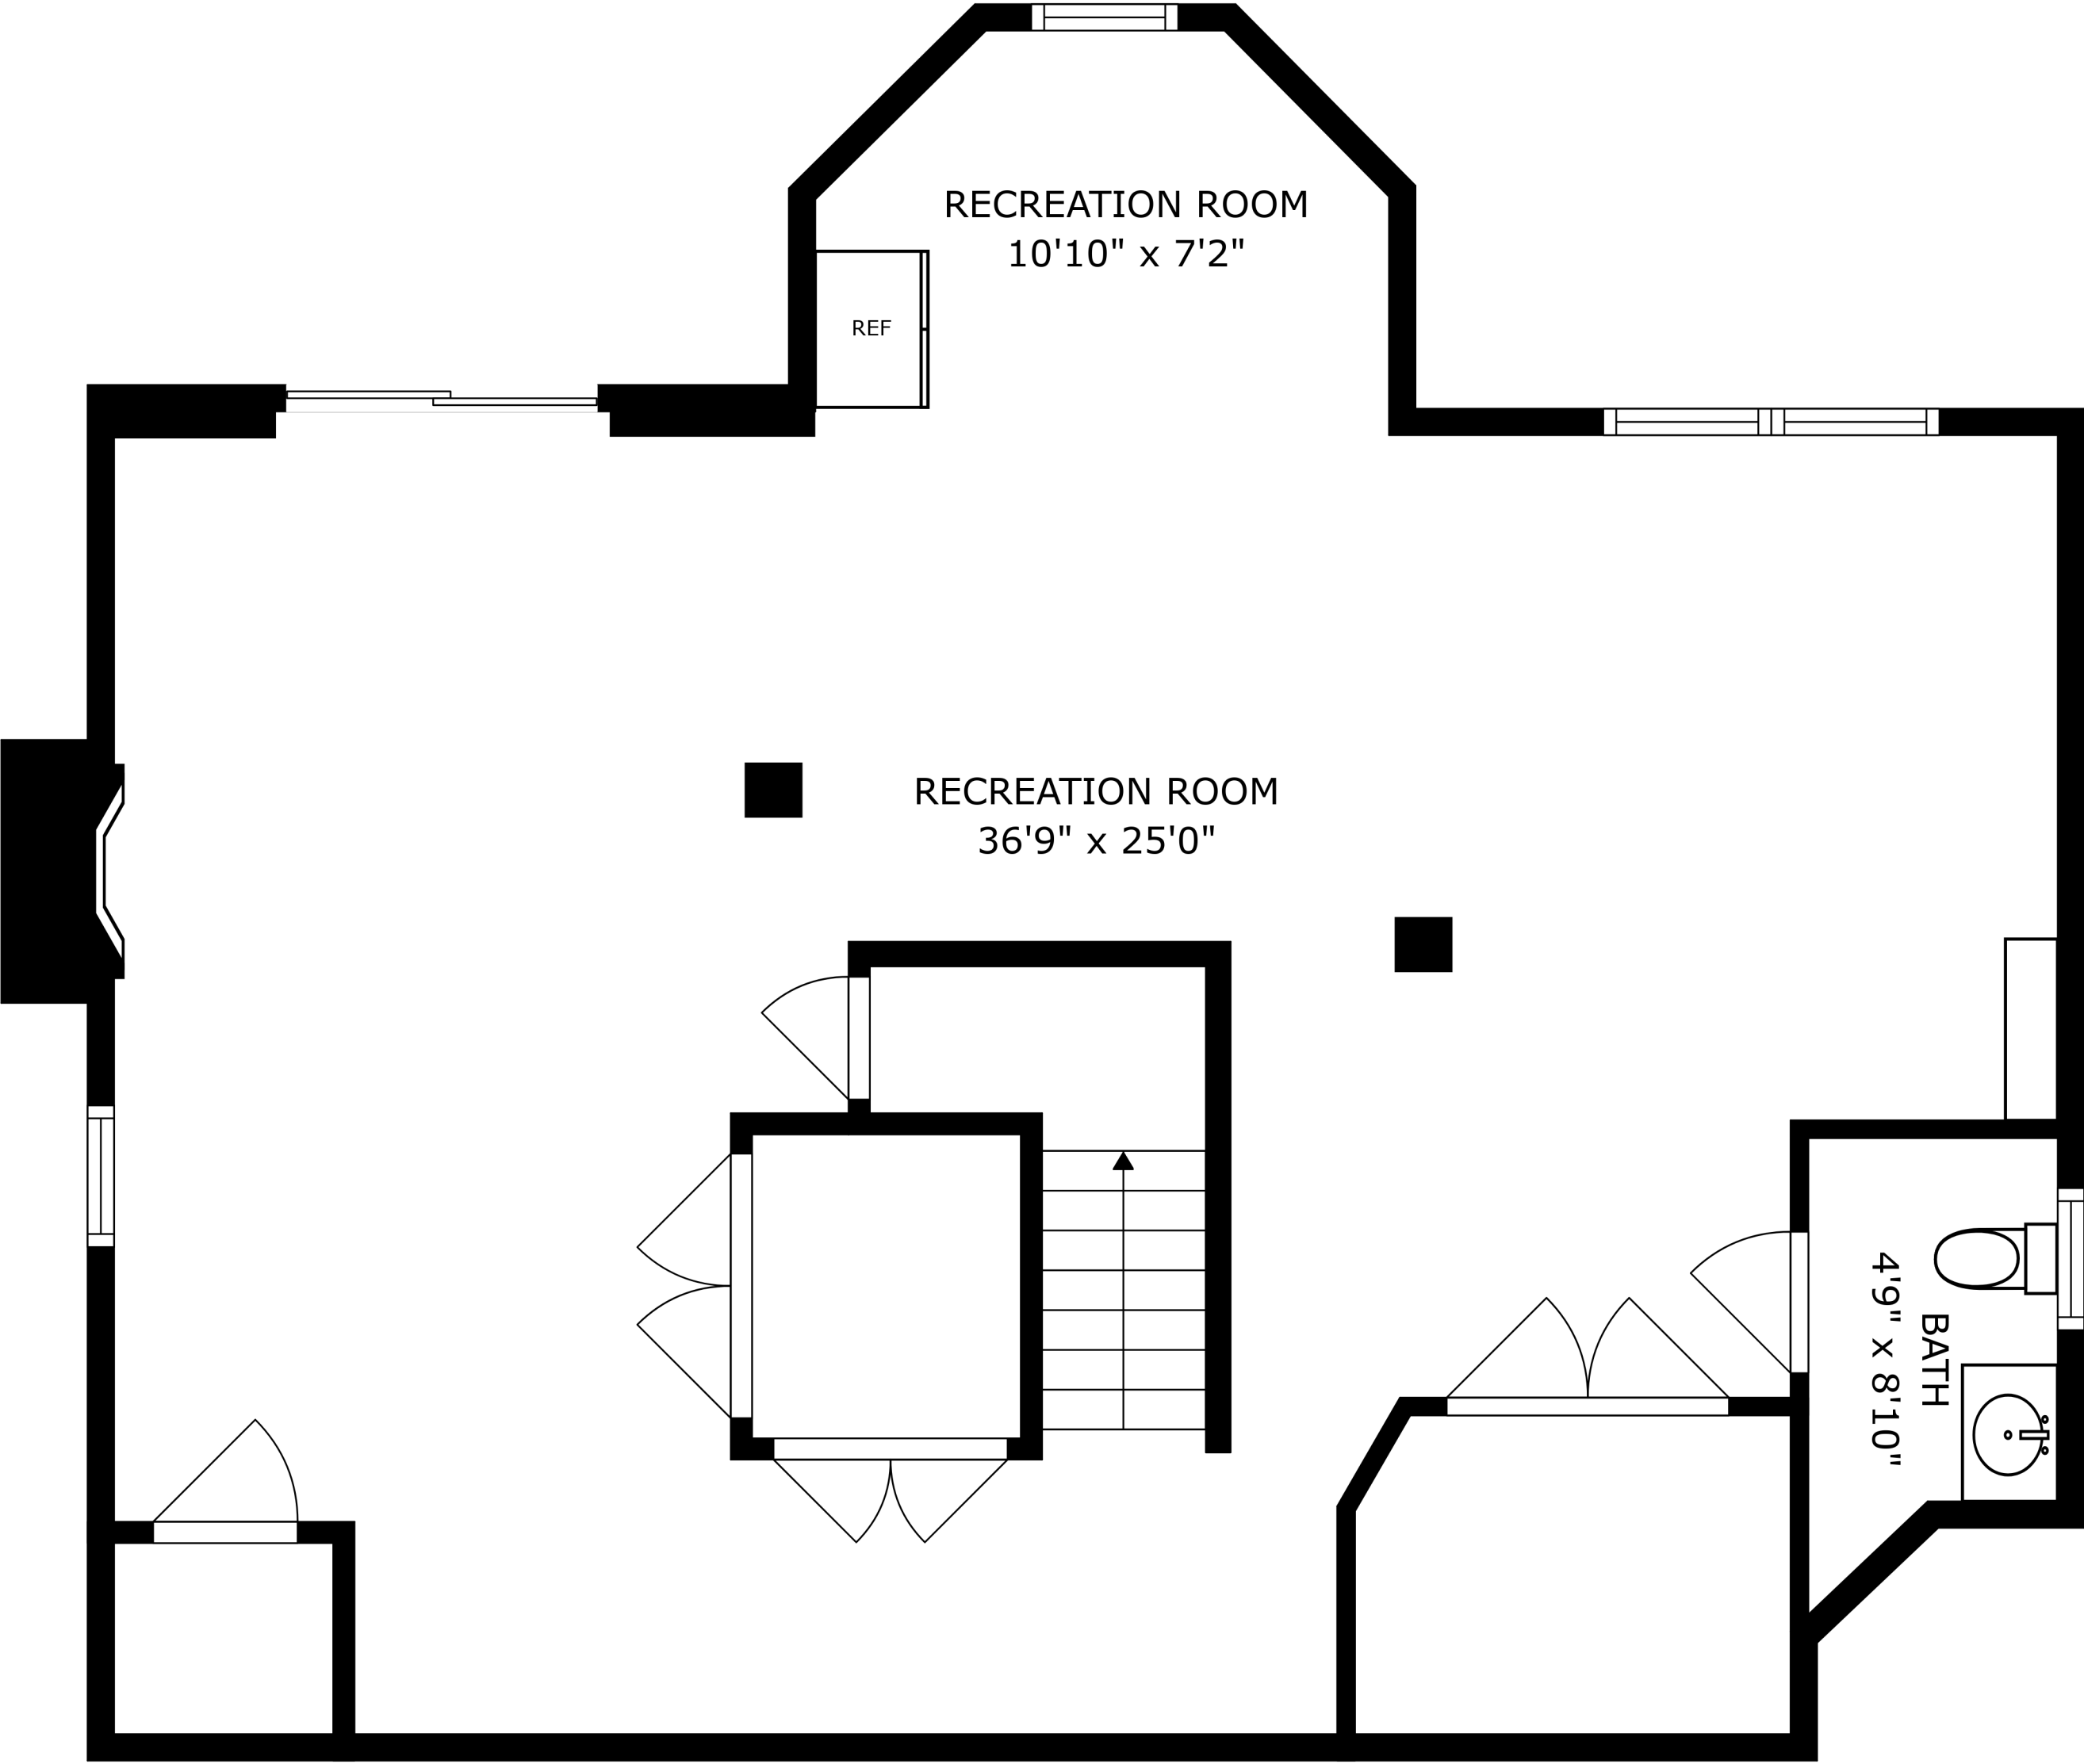 RECREATION ROOM
10'10" x 7'2"
REF
RECREATION ROOM
36'9" x 25'0"
BATH
4'9" x 8'10"